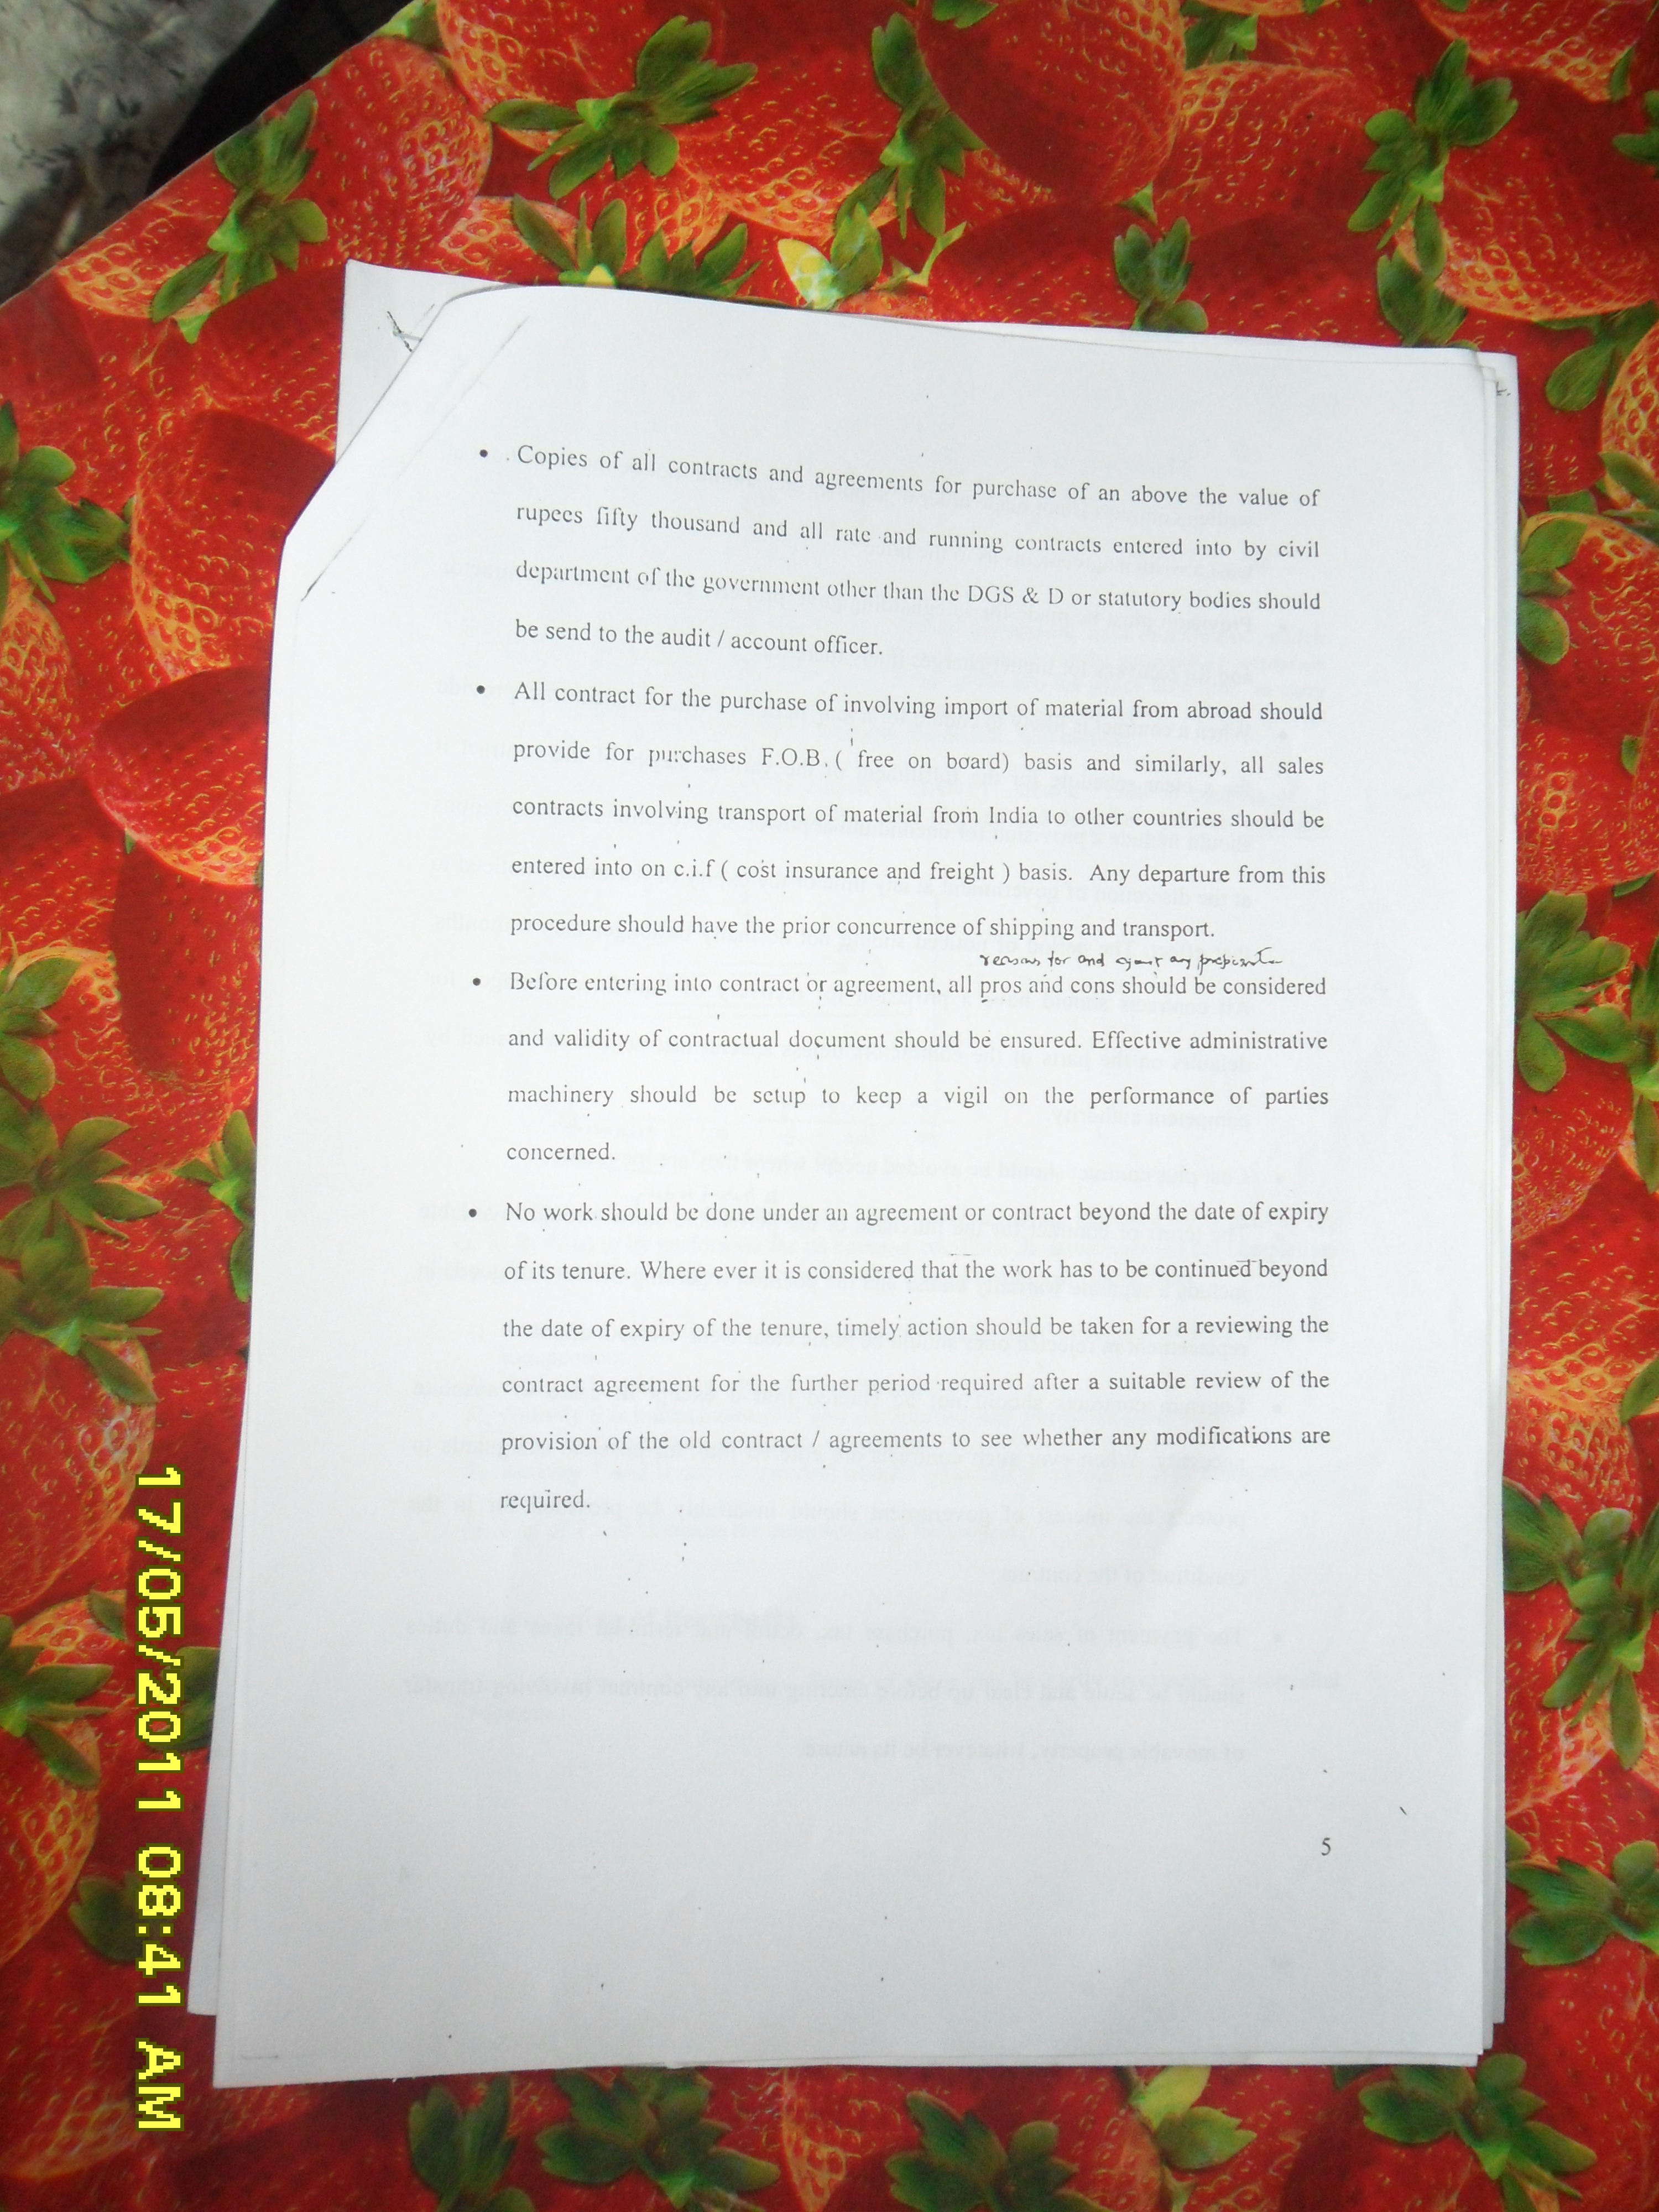 • Copies of all contracts and agreements for purchase of an above the value of
rupees fifty thousand and all rate and running contracts entered into by civil
department of the government other than the DGS & D or statutory bodies should
be send to the audit / account officer.
• All contract for the purchase of involving import of material from abroad should
provide for purchases F.O.B. ( free on board) basis and similarly, all sales
contracts involving transport of material from India to other countries should be
entered into on c.i.f ( cost insurance and freight ) basis. Any departure from this
procedure should have the prior concurrence of shipping and transport.
reasons for and against any
• Before entering into contract or agreement, all pros and cons should be considered
and validity of contractual document should be ensured. Effective administrative
machinery should be setup to keep a vigil on the performance of parties
concerned.
• No work should be done under an agreement or contract beyond the date of expiry
of its tenure. Where ever it is considered that the work has to be continued beyond
the date of expiry of the tenure, timely action should be taken for a reviewing the
contract agreement for the further period required after a suitable review of the
provision of the old contract / agreements to see whether any modifications are
required.
5
17/05/2011 08:41 AM